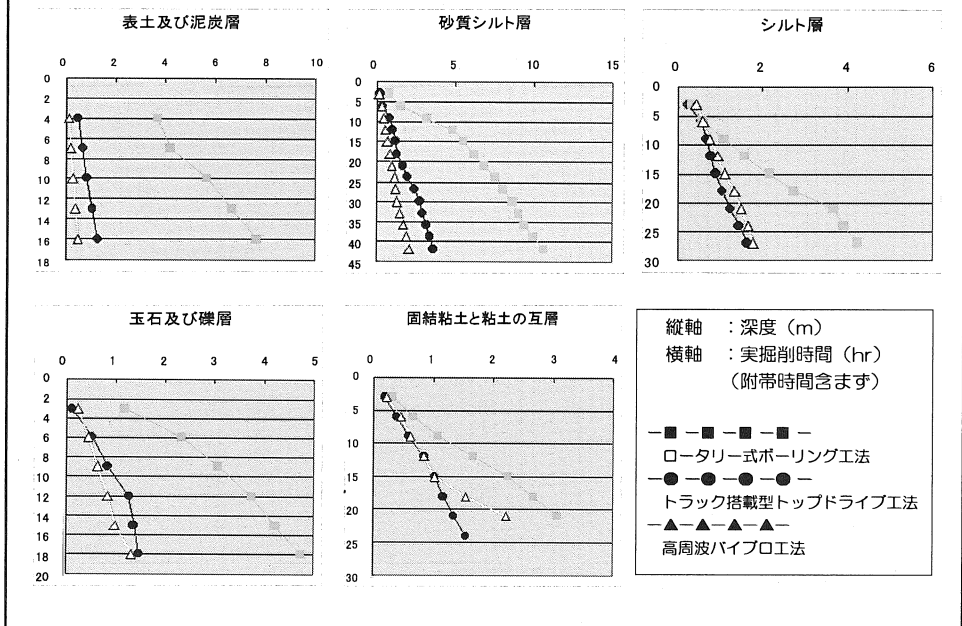 表土及び泥炭層
0 2 4 6 8 10
0
2
4
6
8
10
12
14
16
18
砂質シルト層
0 5 10 15
0
5
10
15
20
25
30
35
40
45
シルト層
0 2 4 6
0
5
10
15
20
25
30
玉石及び礫層
0 1 2 3 4 5
0
2
4
6
8
10
12
14
16
18
20
固結粘土と粘土の互層
0 1 2 3 4
0
5
10
15
20
25
30
縦軸 :深度(m)
横軸 :実掘削時間(hr)
(附帯時間含まず)
ロータリー式ボーリング工法
トラック搭載型トップドライブ工法
高周波バイブロ工法